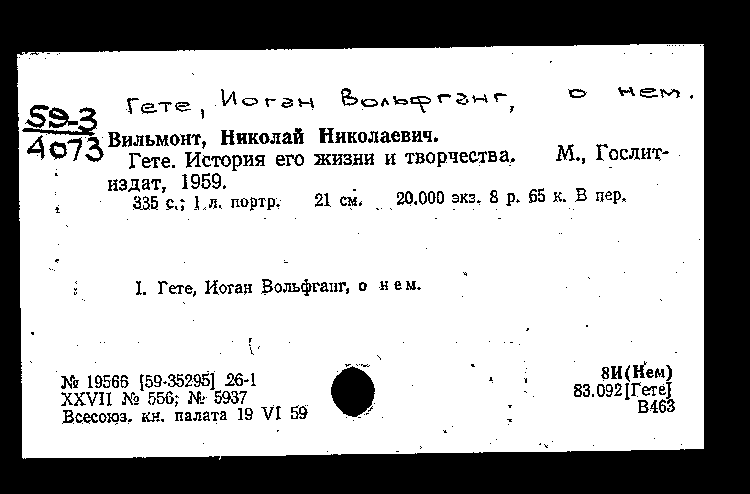 Гете, Иоган Вольфганг, о нем.
59-3
4073
Вильмонт, Николай Николаевич.
Гете. История его жизни и творчества. М., Гослит-
издат, 1959.
335 с.; 1 л. портр. 21 см. 20.000 экз. 8 р. 65 к. В пер.
I. Гете, Иоган Вольфганг, о нем.
№ 19566 [59-35295] 26-1
XXVII № 556; № 5937
Всесоюз. кн. палата 19 VI 59
8И(Нем)
83.092[Гете]
В463